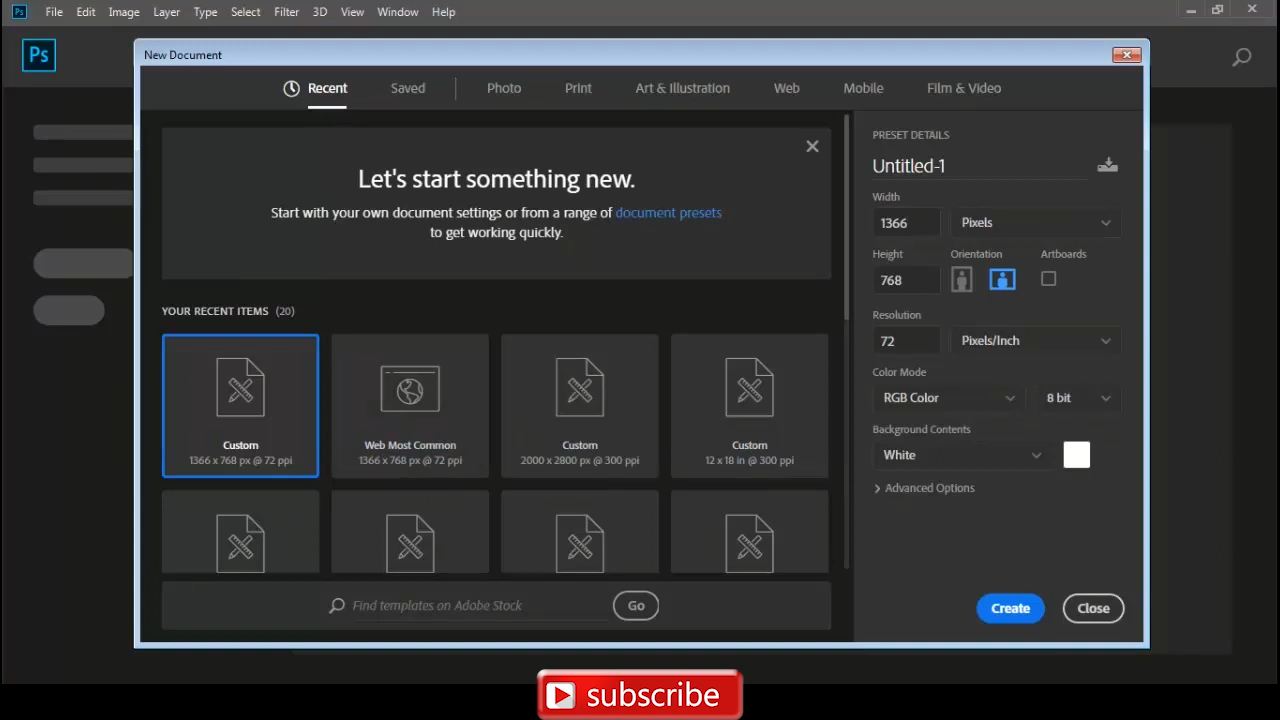 Ps File Edit Image Layer Type Select Filter 3D View Window Help
Ps
New Document
Recent Saved Photo Print Art & Illustration Web Mobile Film & Video
Let's start something new.
Start with your own document settings or from a range of document presets
to get working quickly.
YOUR RECENT ITEMS (20)
Custom
1366 x 768 px @ 72 ppi
Web Most Common
1366 x 768 px @ 72 ppi
Custom
2000 x 2800 px @ 300 ppi
Custom
12 x 18 in @ 300 ppi
Find templates on Adobe Stock Go
PRESET DETAILS
Untitled-1
Width
1366 Pixels
Height Orientation Artboards
768
Resolution
72 Pixels/Inch
Color Mode
RGB Color 8 bit
Background Contents
White
Advanced Options
Create Close
subscribe